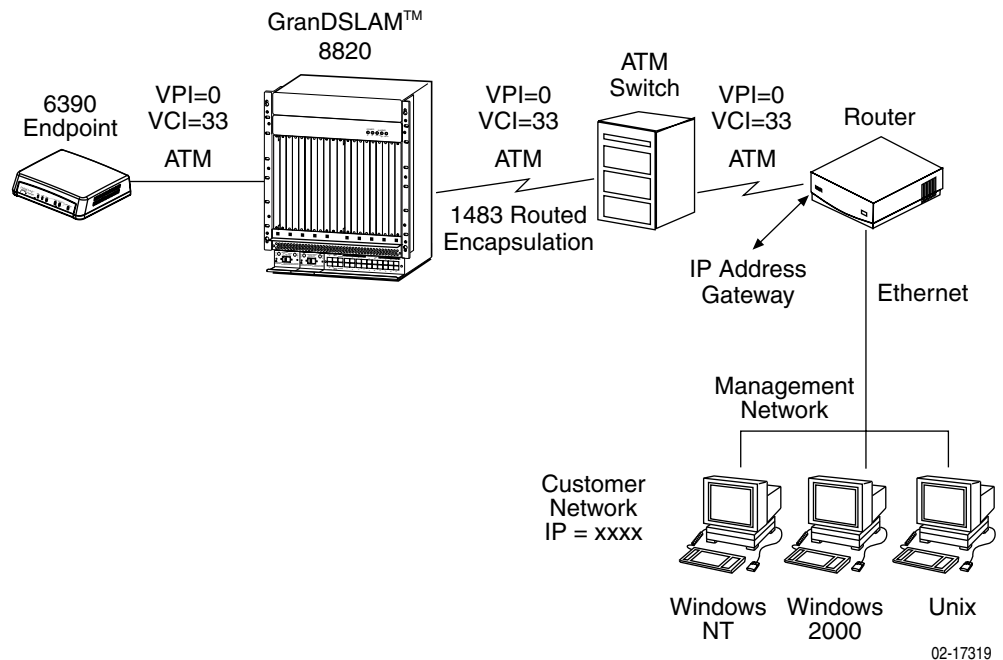 GranDSLAM™
8820
6390
Endpoint
VPI=0
VCI=33
ATM
VPI=0
VCI=33
ATM
1483 Routed
Encapsulation
ATM
Switch
VPI=0
VCI=33
ATM
Router
IP Address
Gateway
Ethernet
Management
Network
Customer
Network
IP = xxxx
Windows
NT
Windows
2000
Unix
02-17319